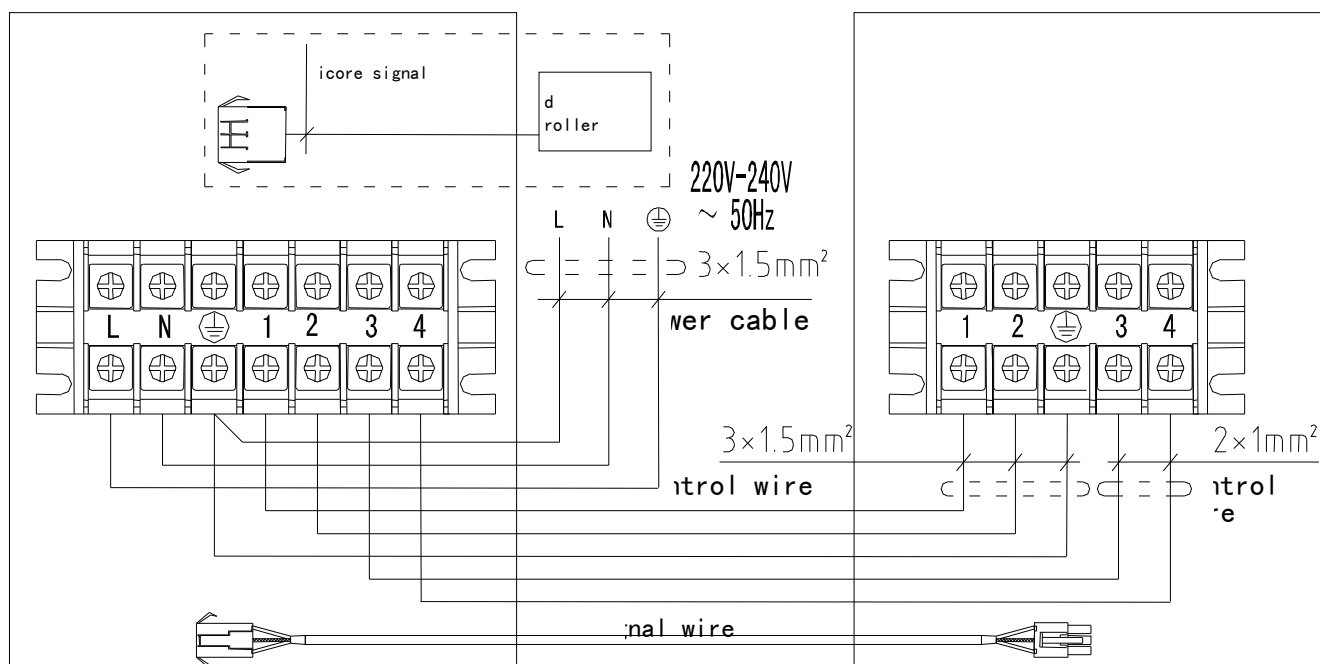 icore signal
d
roller
220V-240V
~ 50Hz
L N
3×1.5mm²
wer cable
L N 1 2 3 4
1 2 3 4
3×1.5mm²
ntrol wire
2×1mm²
ntrol
re
nal wire